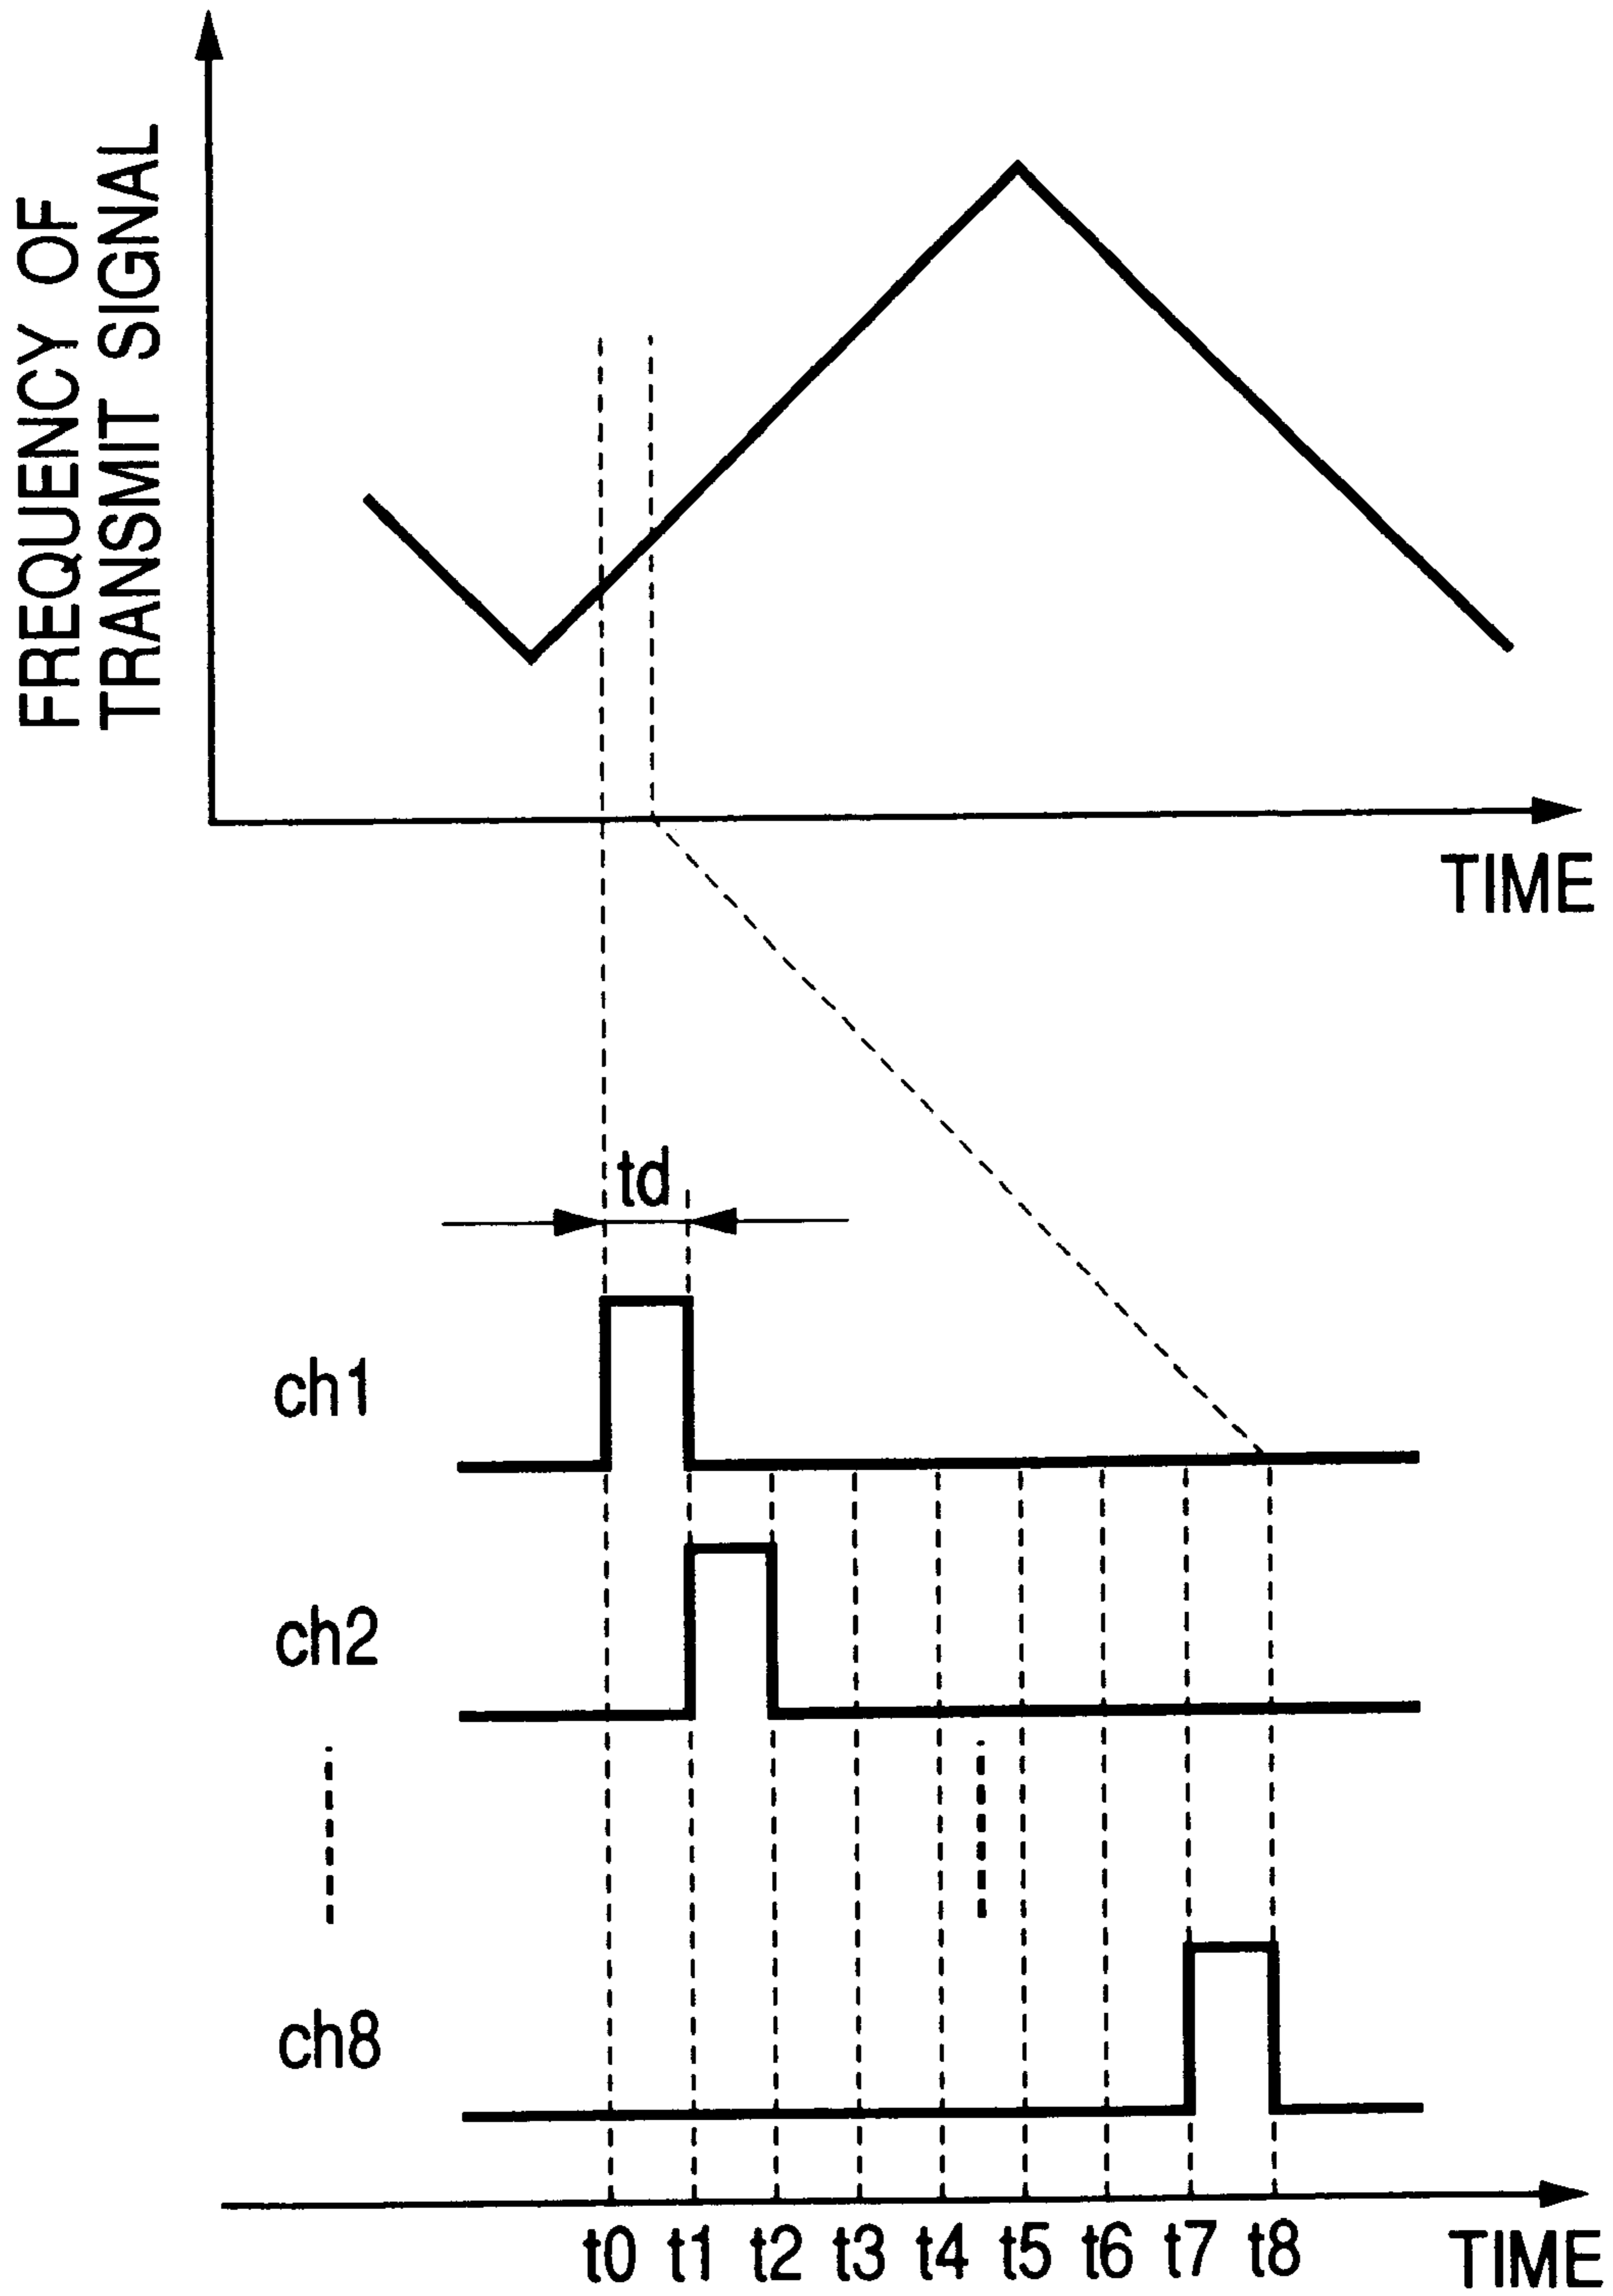 FREQUENCY OF
TRANSMIT SIGNAL
TIME
td
ch1
ch2
ch8
t0 t1 t2 t3 t4 t5 t6 t7 t8
TIME